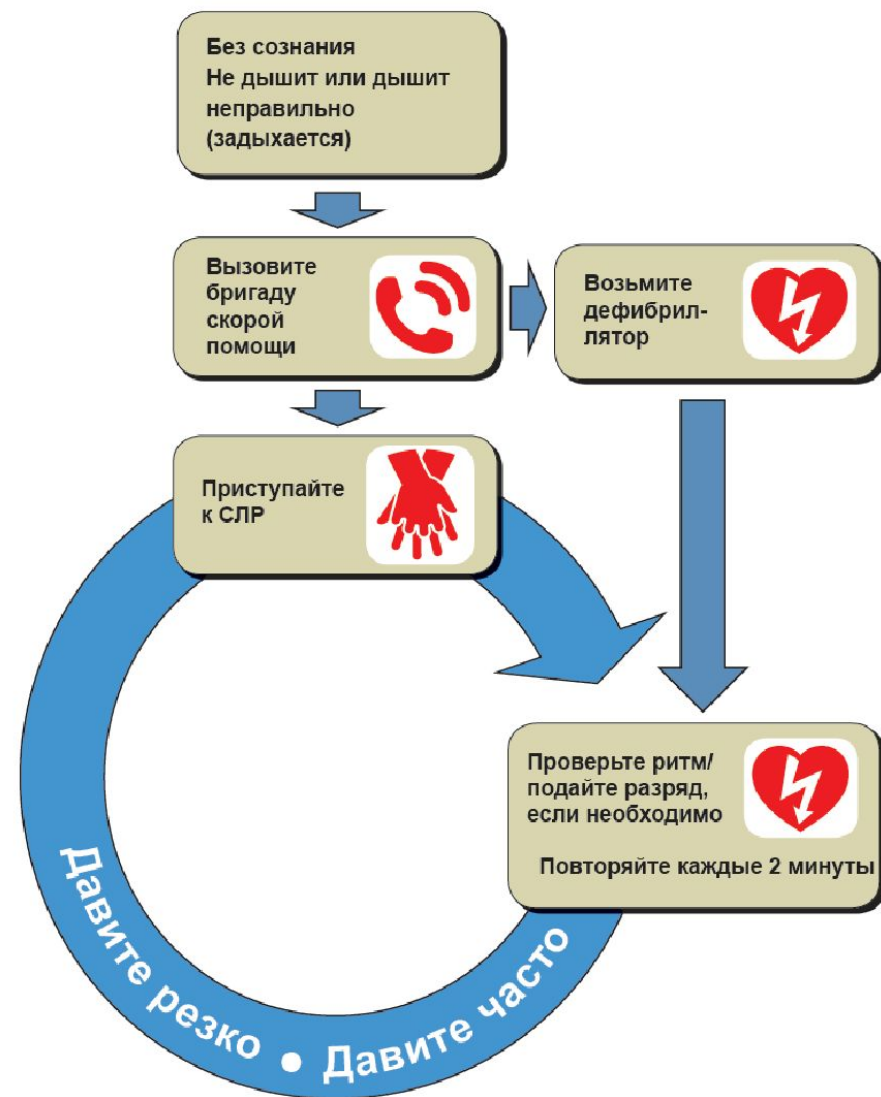 Без сознания
Не дышит или дышит
неправильно
(задыхается)
Вызовите
бригаду
скорой
помощи
Возьмите
дефибрил-
лятор
Приступайте
к СЛР
Проверьте ритм/
подайте разряд,
если необходимо
Повторяйте каждые 2 минуты
Давите резко • Давите часто